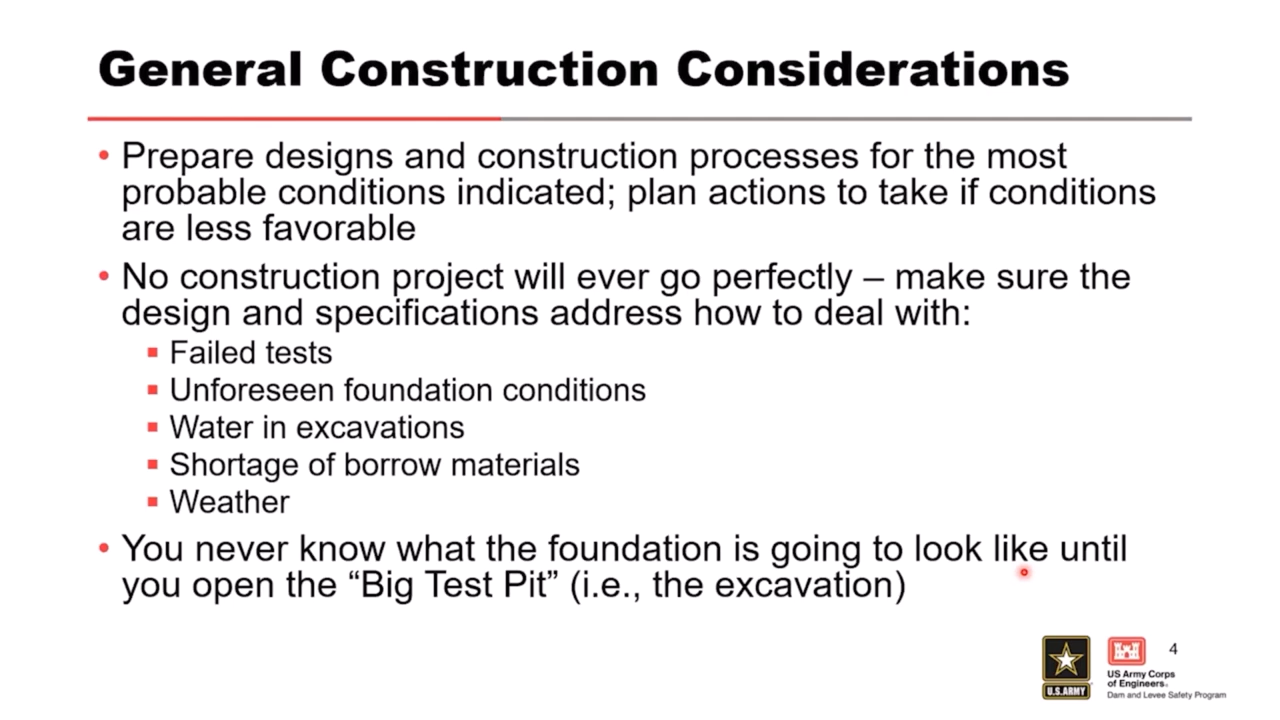 General Construction Considerations
• Prepare designs and construction processes for the most
probable conditions indicated; plan actions to take if conditions
are less favorable
• No construction project will ever go perfectly – make sure the
design and specifications address how to deal with:
▪ Failed tests
▪ Unforeseen foundation conditions
▪ Water in excavations
▪ Shortage of borrow materials
▪ Weather
• You never know what the foundation is going to look like until
you open the “Big Test Pit” (i.e., the excavation)
4
U.S.ARMY
US Army Corps
of Engineers®
Dam and Levee Safety Program